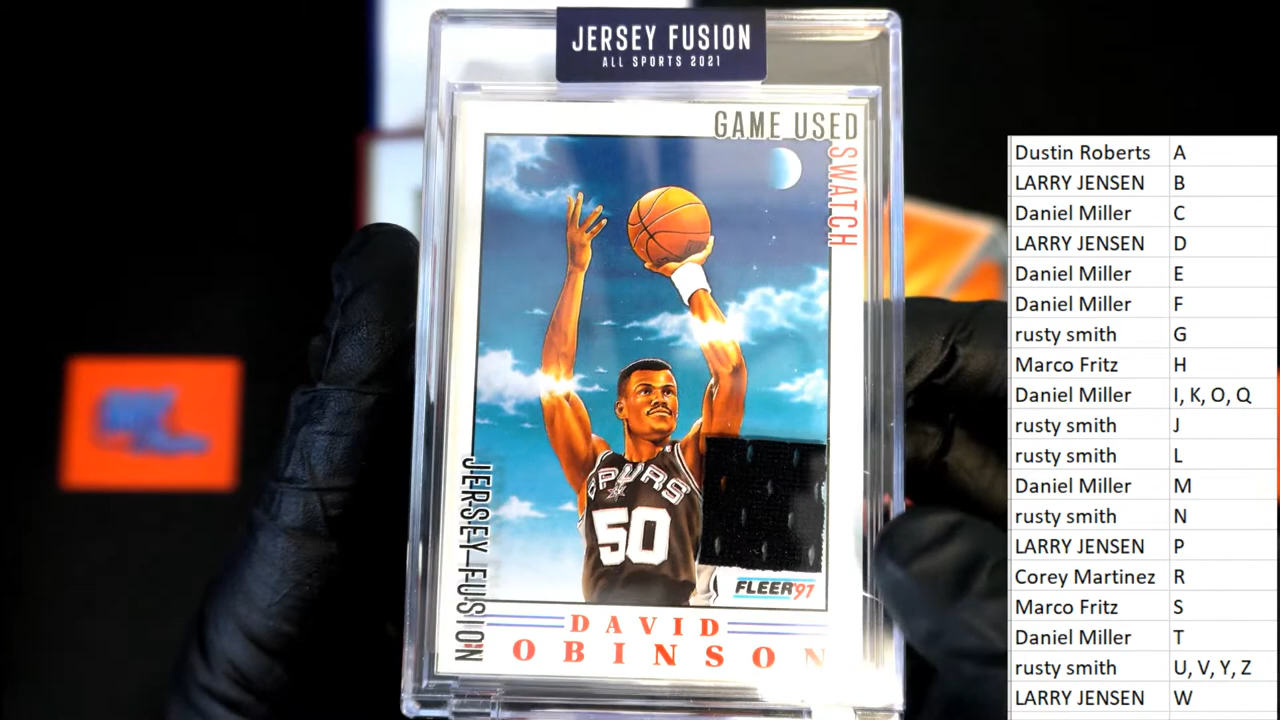 JERSEY FUSION
ALL SPORTS 2021
GAME USED
SWATCH
SPURS
50
JERSEY FUSION
FLEER'97
DAVID
OBINSON
Dustin Roberts A
LARRY JENSEN B
Daniel Miller C
LARRY JENSEN D
Daniel Miller E
Daniel Miller F
rusty smith G
Marco Fritz H
Daniel Miller I, K, O, Q
rusty smith J
rusty smith L
Daniel Miller M
rusty smith N
LARRY JENSEN P
Corey Martinez R
Marco Fritz S
Daniel Miller T
rusty smith U, V, Y, Z
LARRY JENSEN W